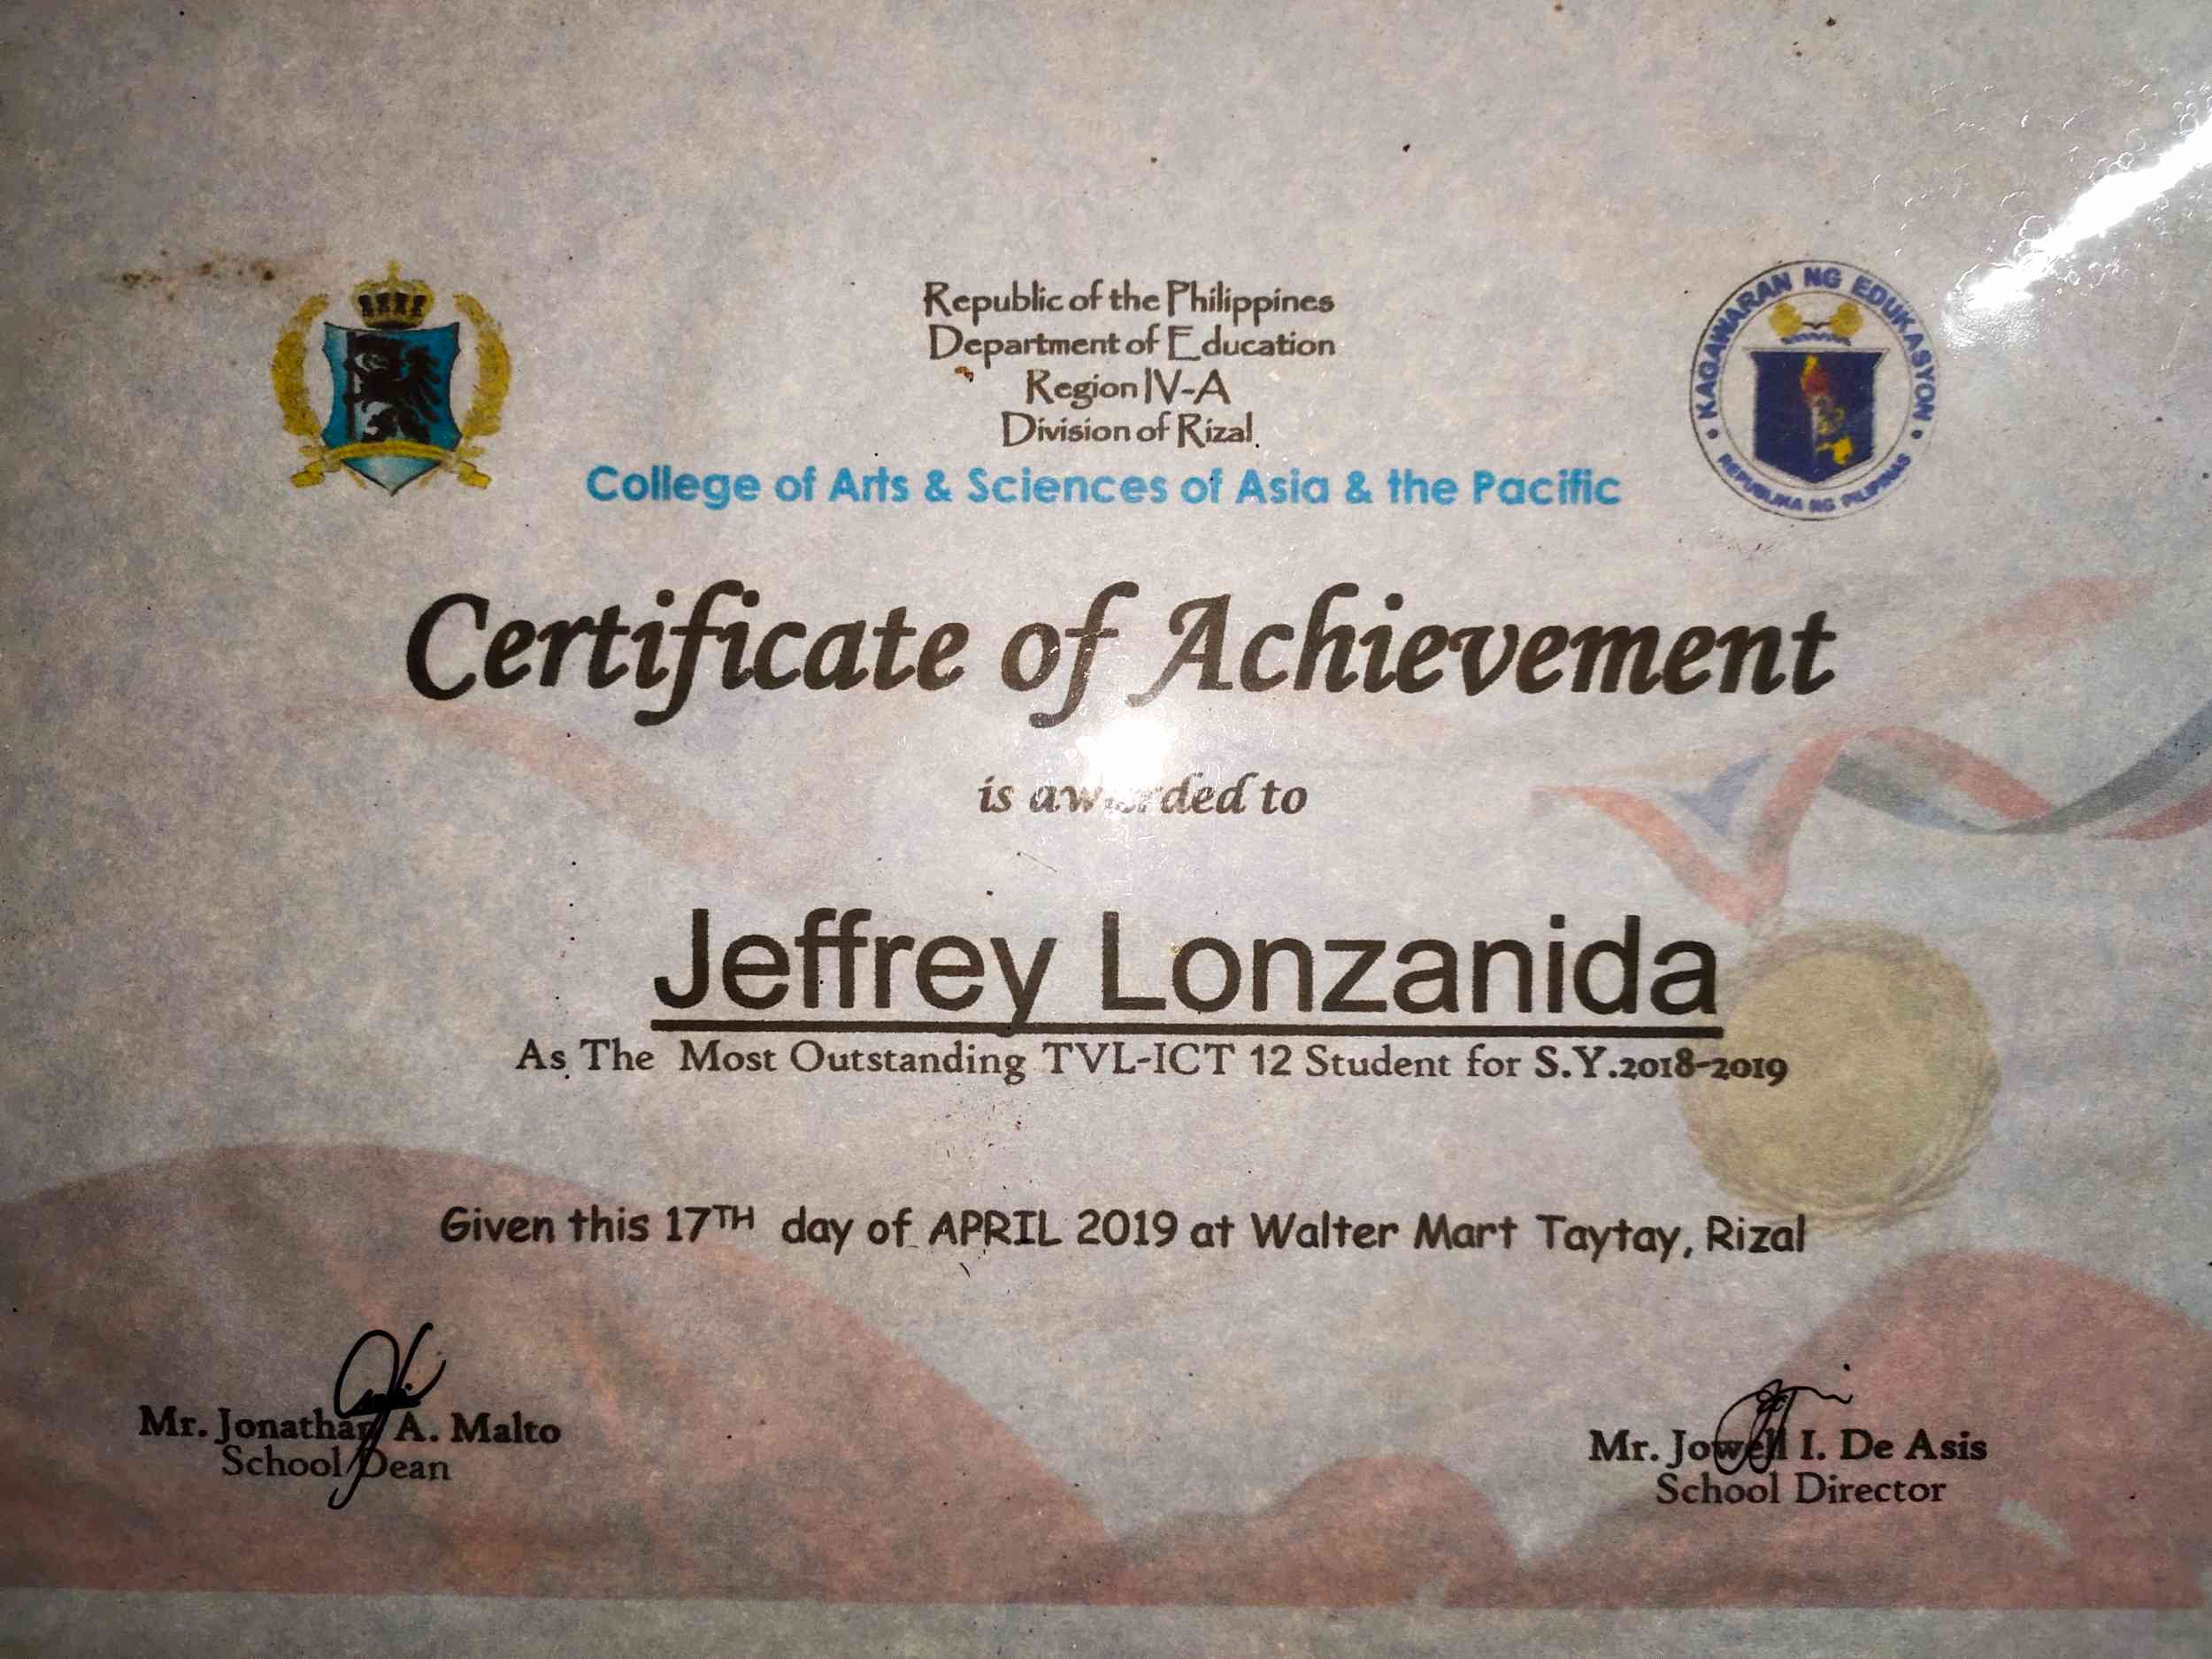 Republic of the Philippines
Department of Education
Region IV-A
Division of Rizal
KAGAWARAN NG EDUKASYON
REPUBLIKA NG PILIPINAS
College of Arts & Sciences of Asia & the Pacific
Certificate of Achievement
is awarded to
Jeffrey Lonzanida
As The Most Outstanding TVL-ICT 12 Student for S.Y.2018-2019
Given this 17TH day of APRIL 2019 at Walter Mart Taytay, Rizal
Mr. Jonathan A. Malto
School Dean
Mr. Jowell I. De Asis
School Director